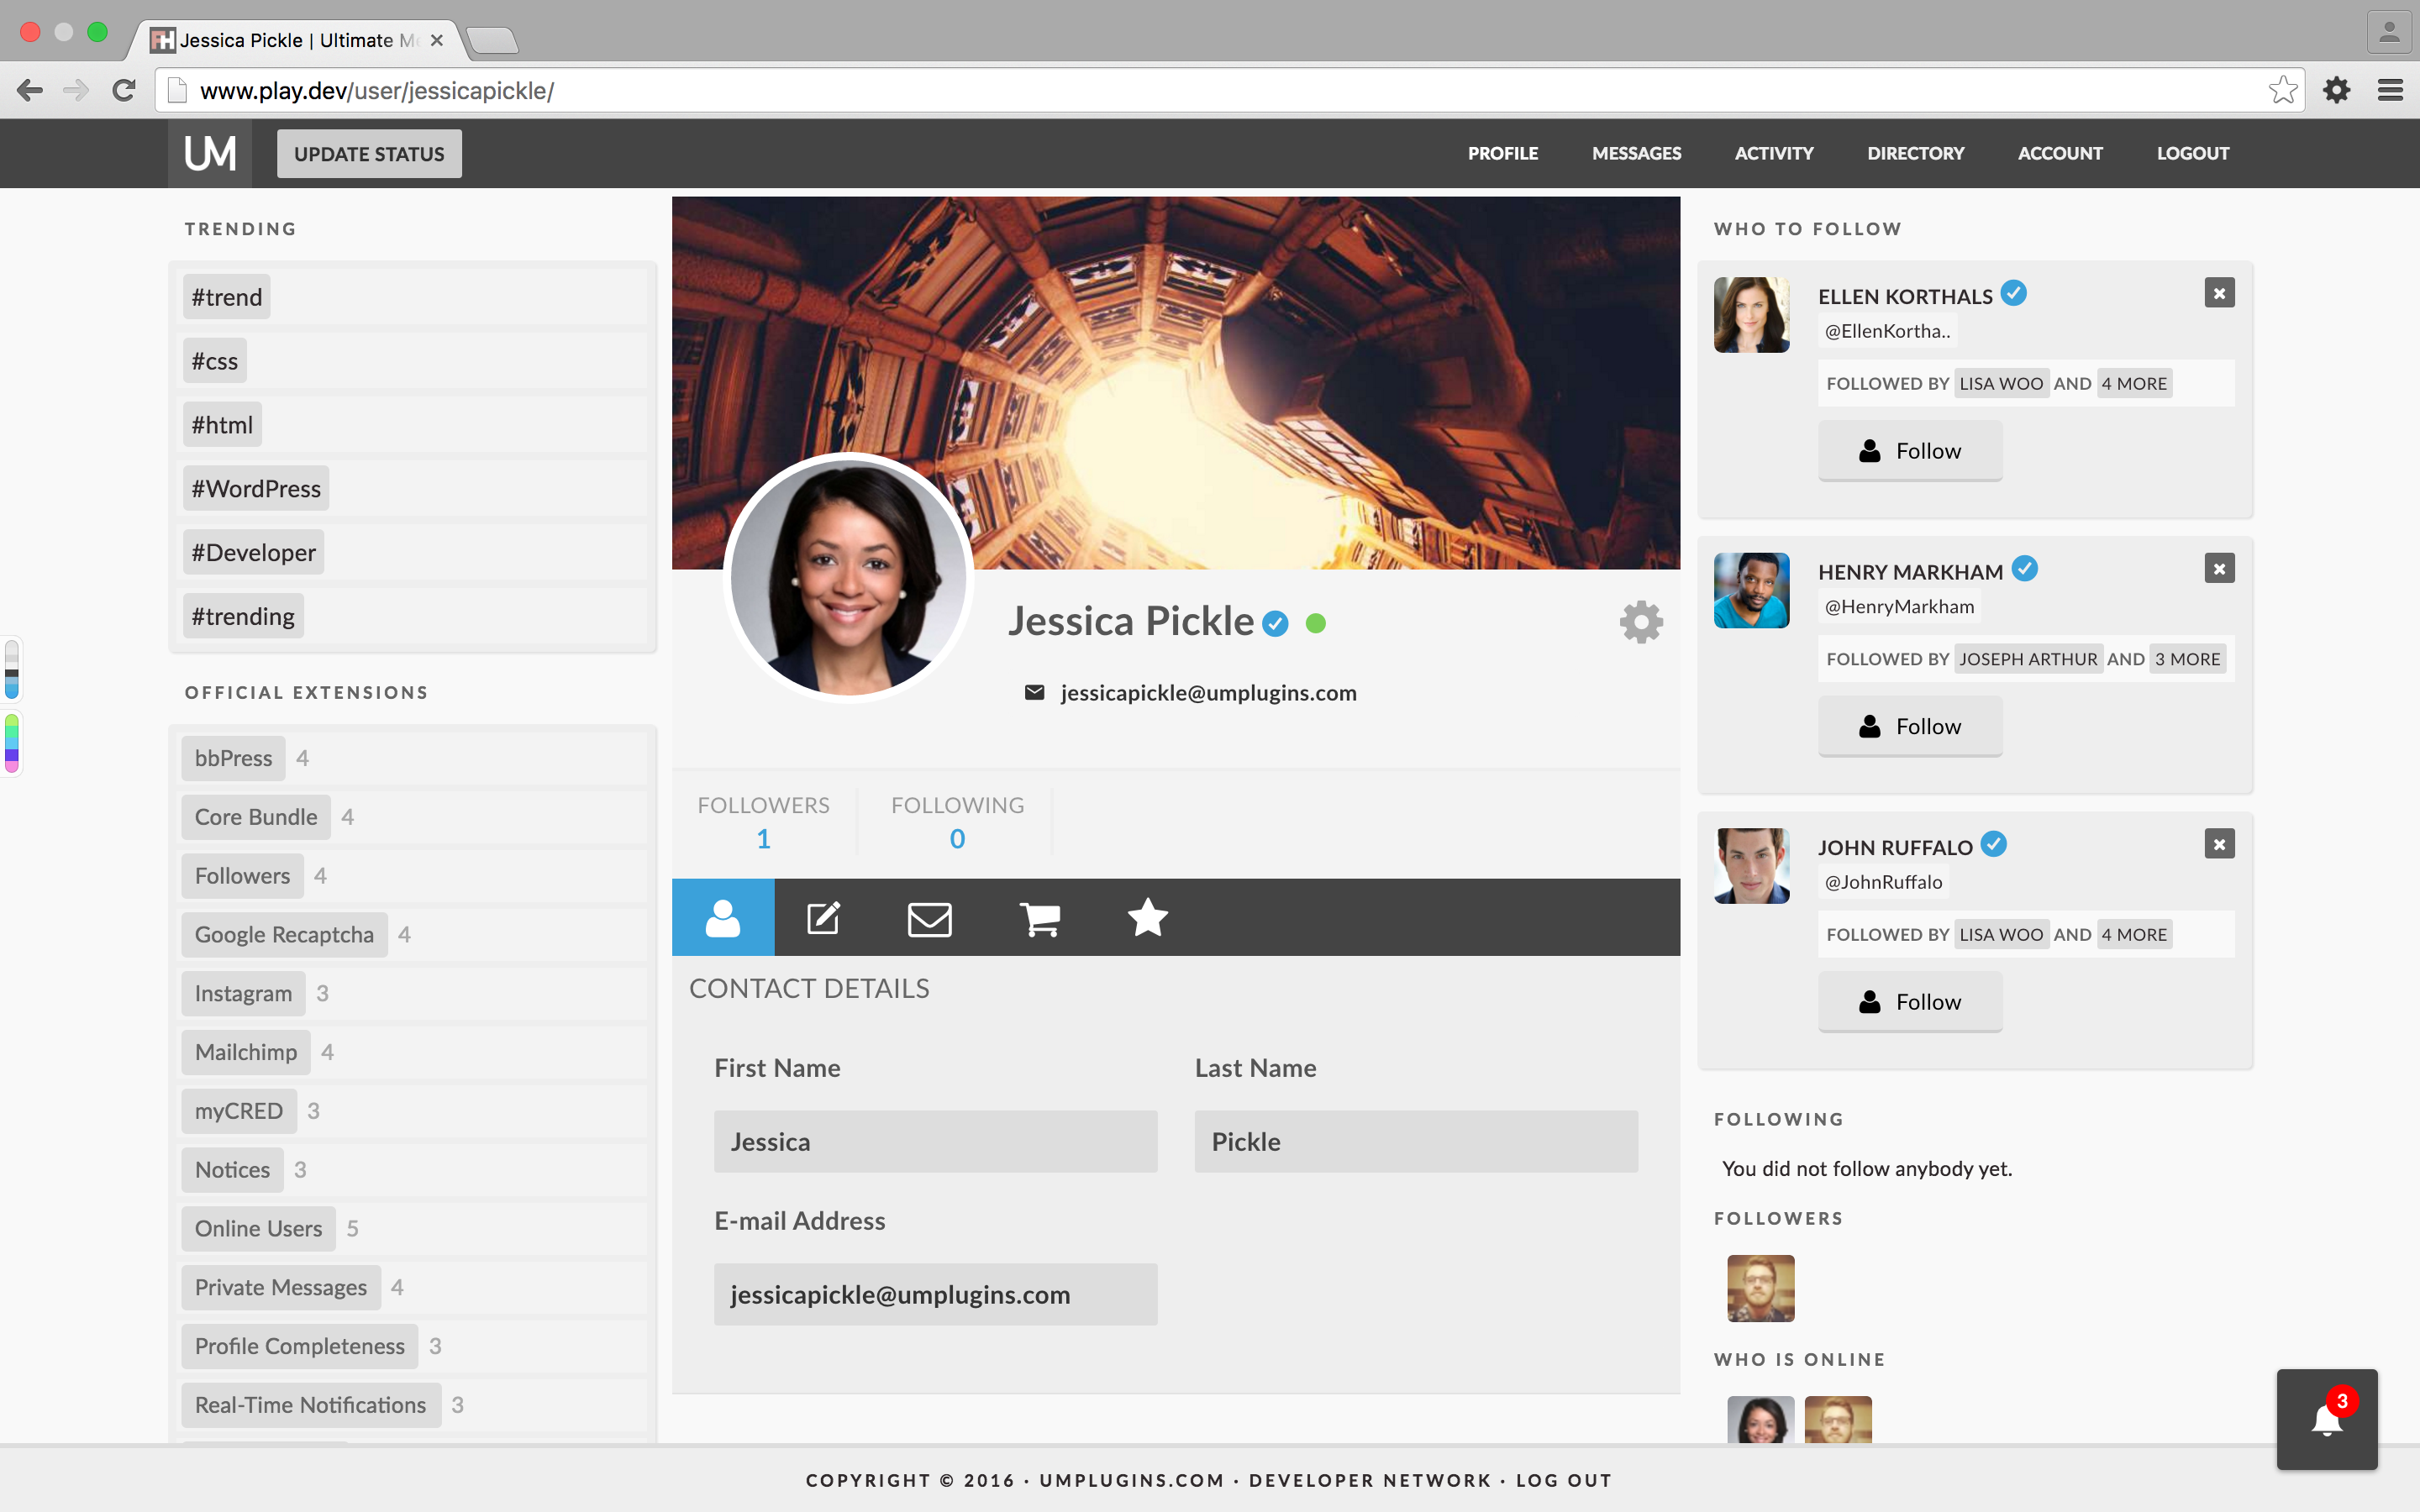 Jessica Pickle | Ultimate Me
www.play.dev/user/jessicapickle/
UM
UPDATE STATUS
PROFILE
MESSAGES
ACTIVITY
DIRECTORY
ACCOUNT
LOGOUT
TRENDING
#trend
#css
#html
#WordPress
#Developer
#trending
OFFICIAL EXTENSIONS
bbPress 4
Core Bundle 4
Followers 4
Google Recaptcha 4
Instagram 3
Mailchimp 4
myCRED 3
Notices 3
Online Users 5
Private Messages 4
Profile Completeness 3
Real-Time Notifications 3
Jessica Pickle
jessicapickle@umplugins.com
FOLLOWERS
1
FOLLOWING
0
CONTACT DETAILS
First Name
Jessica
Last Name
Pickle
E-mail Address
jessicapickle@umplugins.com
WHO TO FOLLOW
ELLEN KORTHALS
@EllenKortha..
FOLLOWED BY LISA WOO AND 4 MORE
Follow
HENRY MARKHAM
@HenryMarkham
FOLLOWED BY JOSEPH ARTHUR AND 3 MORE
Follow
JOHN RUFFALO
@JohnRuffalo
FOLLOWED BY LISA WOO AND 4 MORE
Follow
FOLLOWING
You did not follow anybody yet.
FOLLOWERS
WHO IS ONLINE
3
COPYRIGHT © 2016 · UMPLUGINS.COM · DEVELOPER NETWORK · LOG OUT